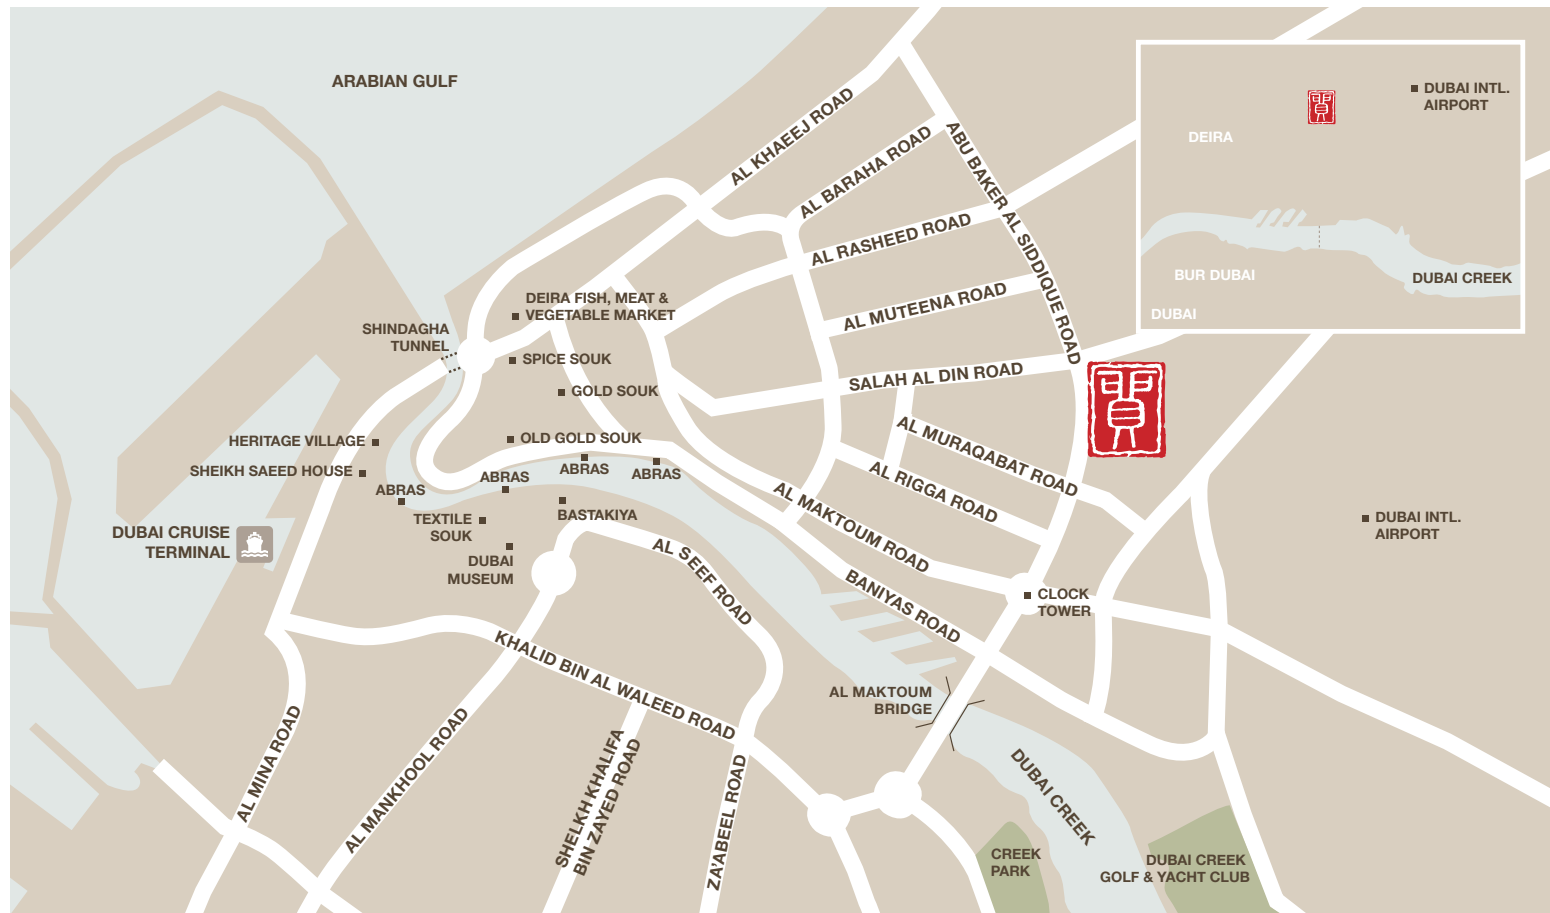 ARABIAN GULF
AL KHAEEJ ROAD
AL BARAHA ROAD
ABU BAKER AL SIDDIQUE ROAD
AL RASHEED ROAD
AL MUTEENA ROAD
SALAH AL DIN ROAD
DUBAI INTL.
AIRPORT
DEIRA
BUR DUBAI
DUBAI CREEK
DUBAI
DEIRA FISH, MEAT &
VEGETABLE MARKET
SHINDAGHA
TUNNEL
SPICE SOUK
GOLD SOUK
OLD GOLD SOUK
HERITAGE VILLAGE
SHEIKH SAEED HOUSE
ABRAS
ABRAS
ABRAS
ABRAS
TEXTILE
SOUK
BASTAKIYA
DUBAI
MUSEUM
DUBAI CRUISE
TERMINAL
AL MURAQABAT ROAD
AL RIGGA ROAD
AL MAKTOUM ROAD
BANIYAS ROAD
AL SEEF ROAD
DUBAI INTL.
AIRPORT
CLOCK
TOWER
KHALID BIN AL WALEED ROAD
AL MAKTOUM
BRIDGE
AL MINA ROAD
AL MANKHOOL ROAD
SHELKH KHALIFA
BIN ZAYED ROAD
ZA'ABEEL ROAD
DUBAI CREEK
CREEK
PARK
DUBAI CREEK
GOLF & YACHT CLUB